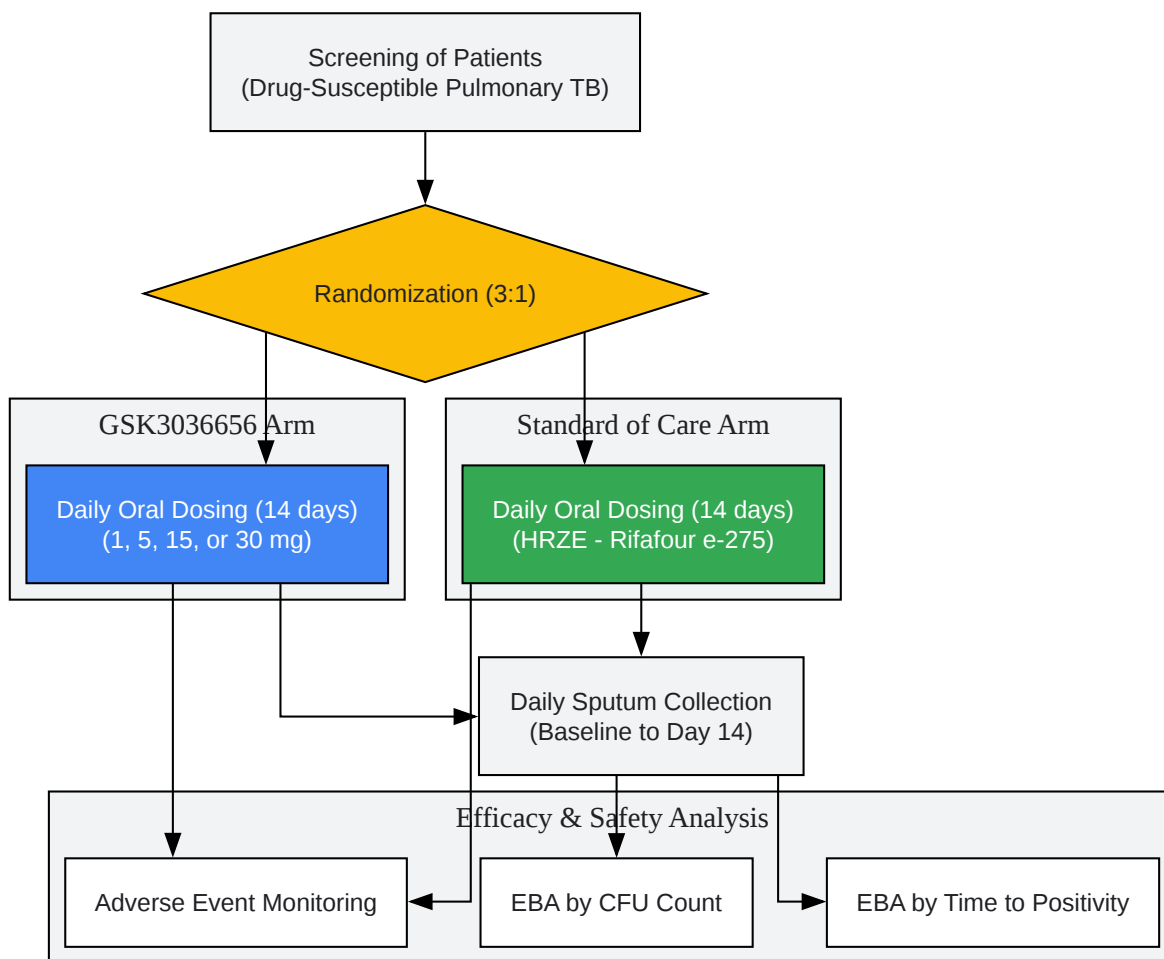 Screening of Patients
(Drug-Susceptible Pulmonary TB)
Randomization (3:1)
GSK3036656 Arm
Daily Oral Dosing (14 days)
(1, 5, 15, or 30 mg)
Standard of Care Arm
Daily Oral Dosing (14 days)
(HRZE - Rifafour e-275)
Daily Sputum Collection
(Baseline to Day 14)
Efficacy & Safety Analysis
Adverse Event Monitoring
EBA by CFU Count
EBA by Time to Positivity